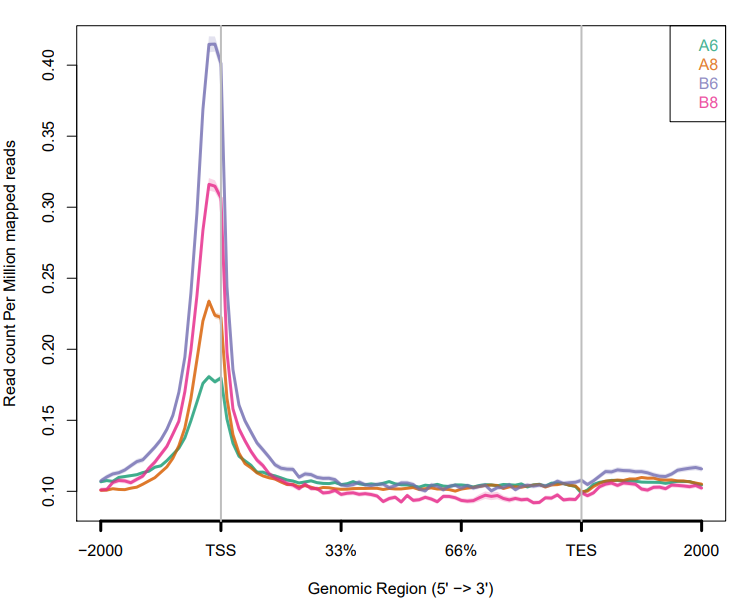 A6
A8
B6
B8
Read count Per Million mapped reads
0.40
0.35
0.30
0.25
0.20
0.15
0.10
−2000 TSS 33% 66% TES 2000
Genomic Region (5' −> 3')